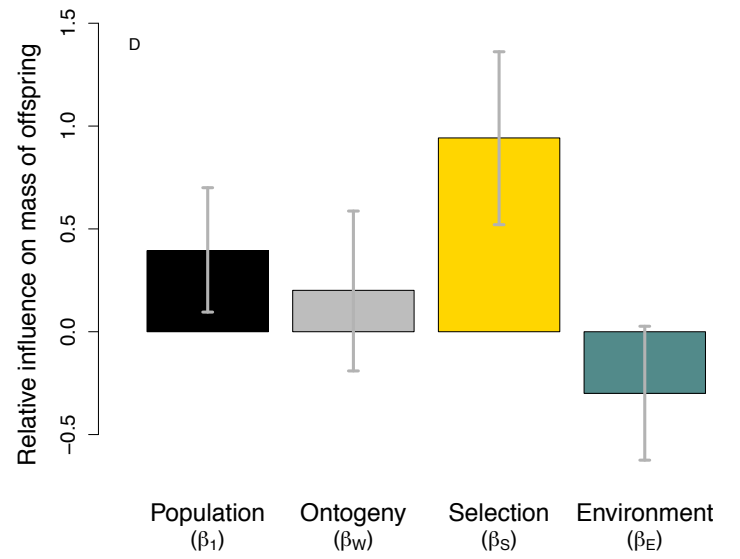 D
Relative influence on mass of offspring
1.5
1.0
0.5
0.0
−0.5
Population Ontogeny Selection Environment
(β₁) (βW) (βS) (βE)